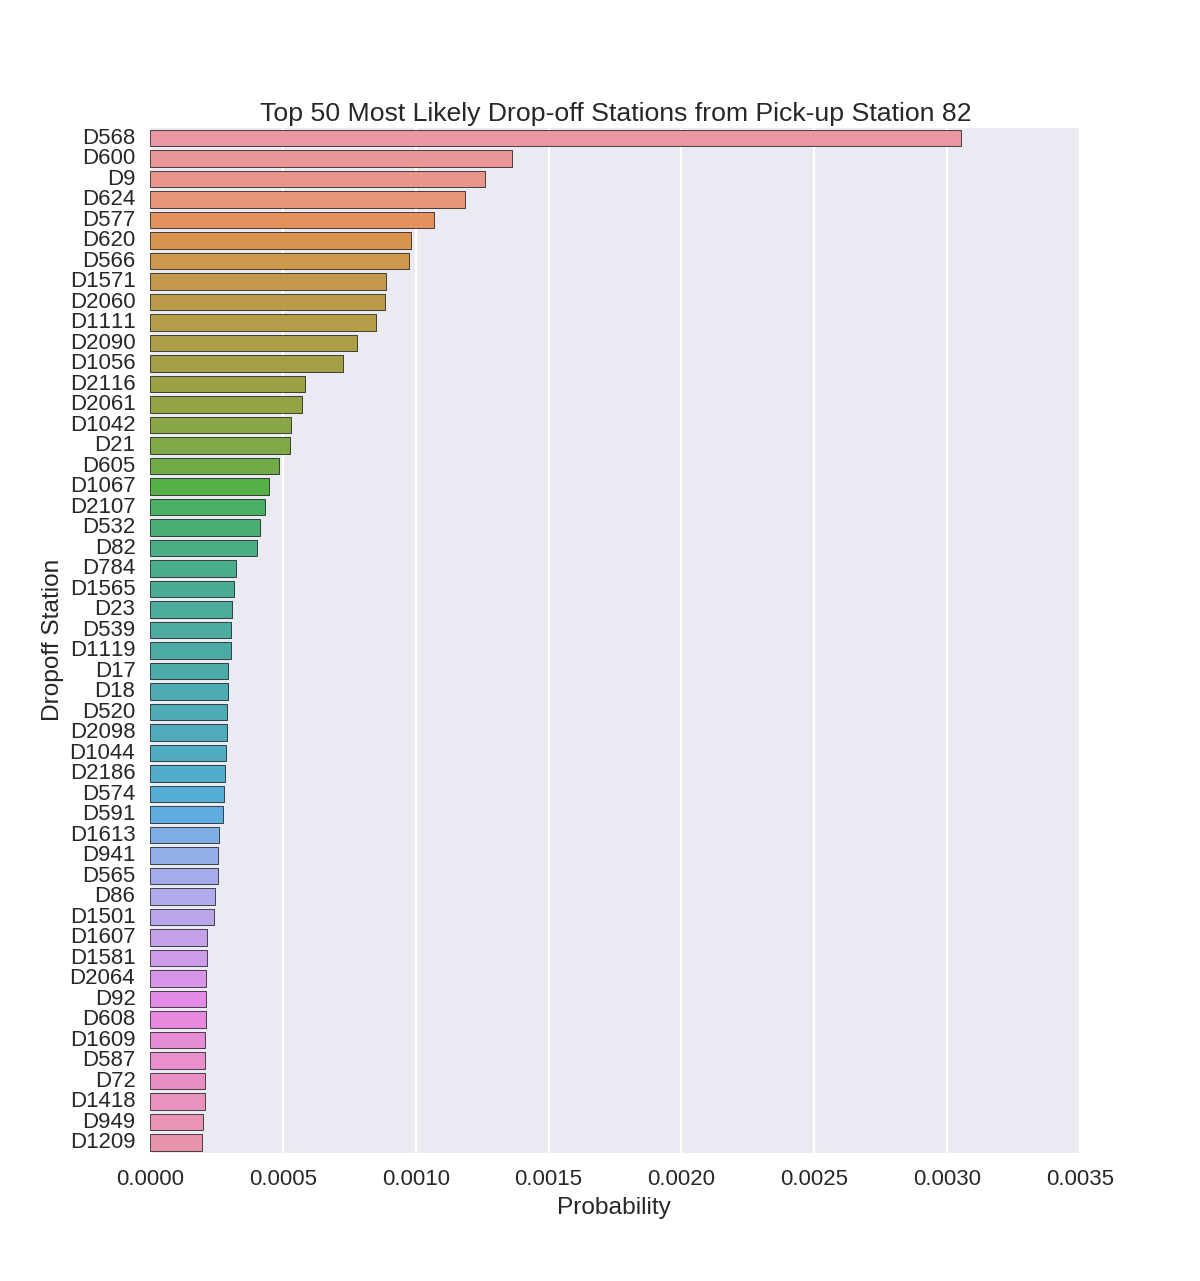 Top 50 Most Likely Drop-off Stations from Pick-up Station 82
D568
D600
D9
D624
D577
D620
D566
D1571
D2060
D1111
D2090
D1056
D2116
D2061
D1042
D21
D605
D1067
D2107
D532
D82
D784
D1565
D23
D539
D1119
D17
D18
D520
D2098
D1044
D2186
D574
D591
D1613
D941
D565
D86
D1501
D1607
D1581
D2064
D92
D608
D1609
D587
D72
D1418
D949
D1209
Dropoff Station
0.0000 0.0005 0.0010 0.0015 0.0020 0.0025 0.0030 0.0035
Probability